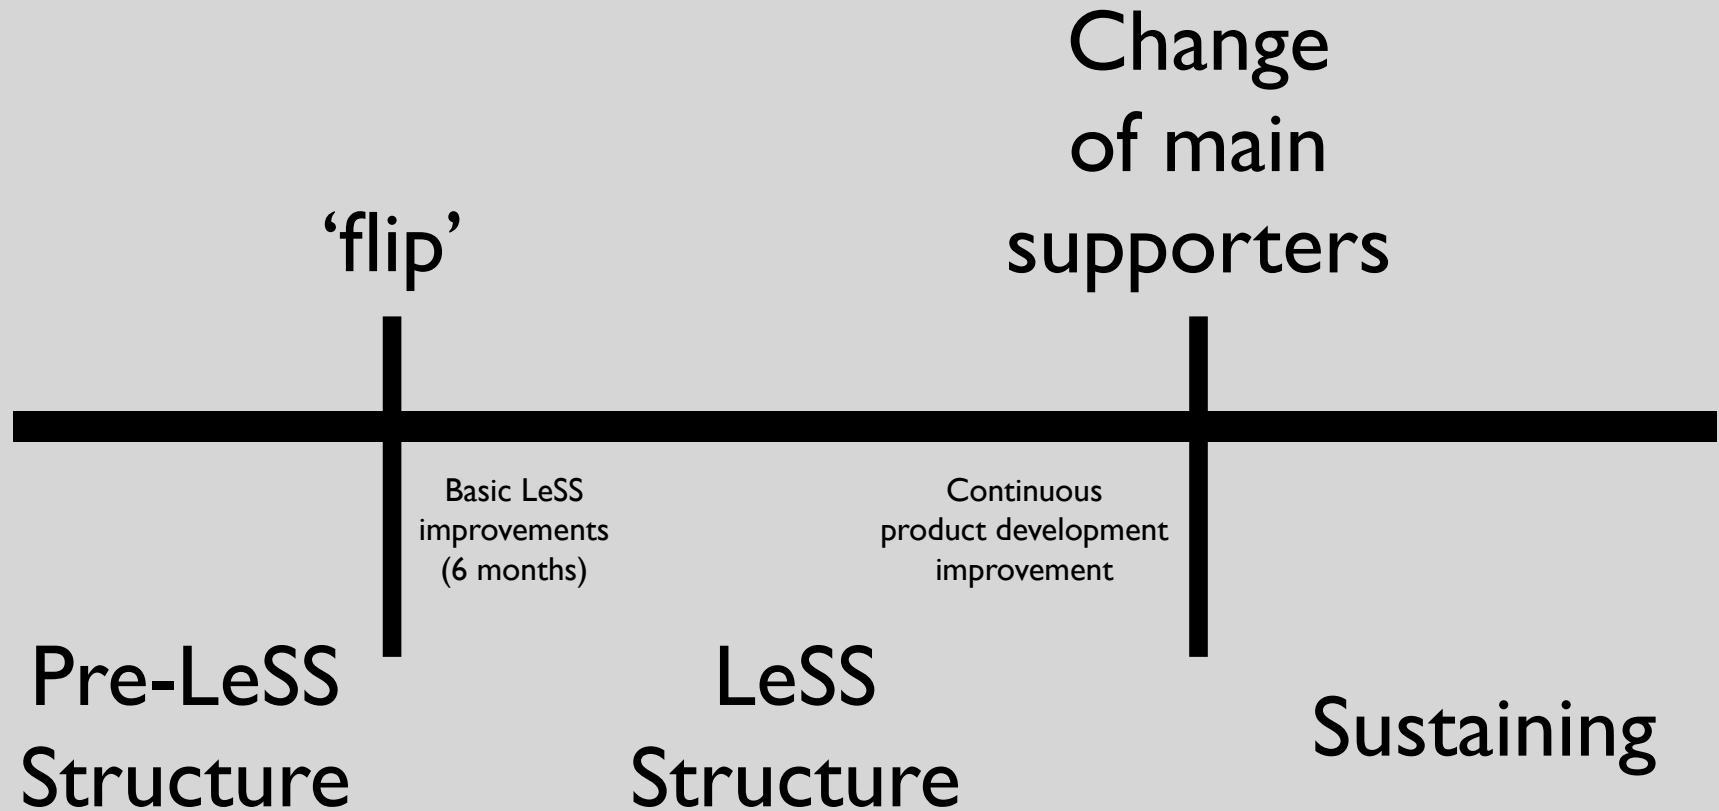 Change
of main
supporters
‘flip’
Basic LeSS
improvements
(6 months)
Continuous
product development
improvement
Pre-LeSS
Structure
LeSS
Structure
Sustaining